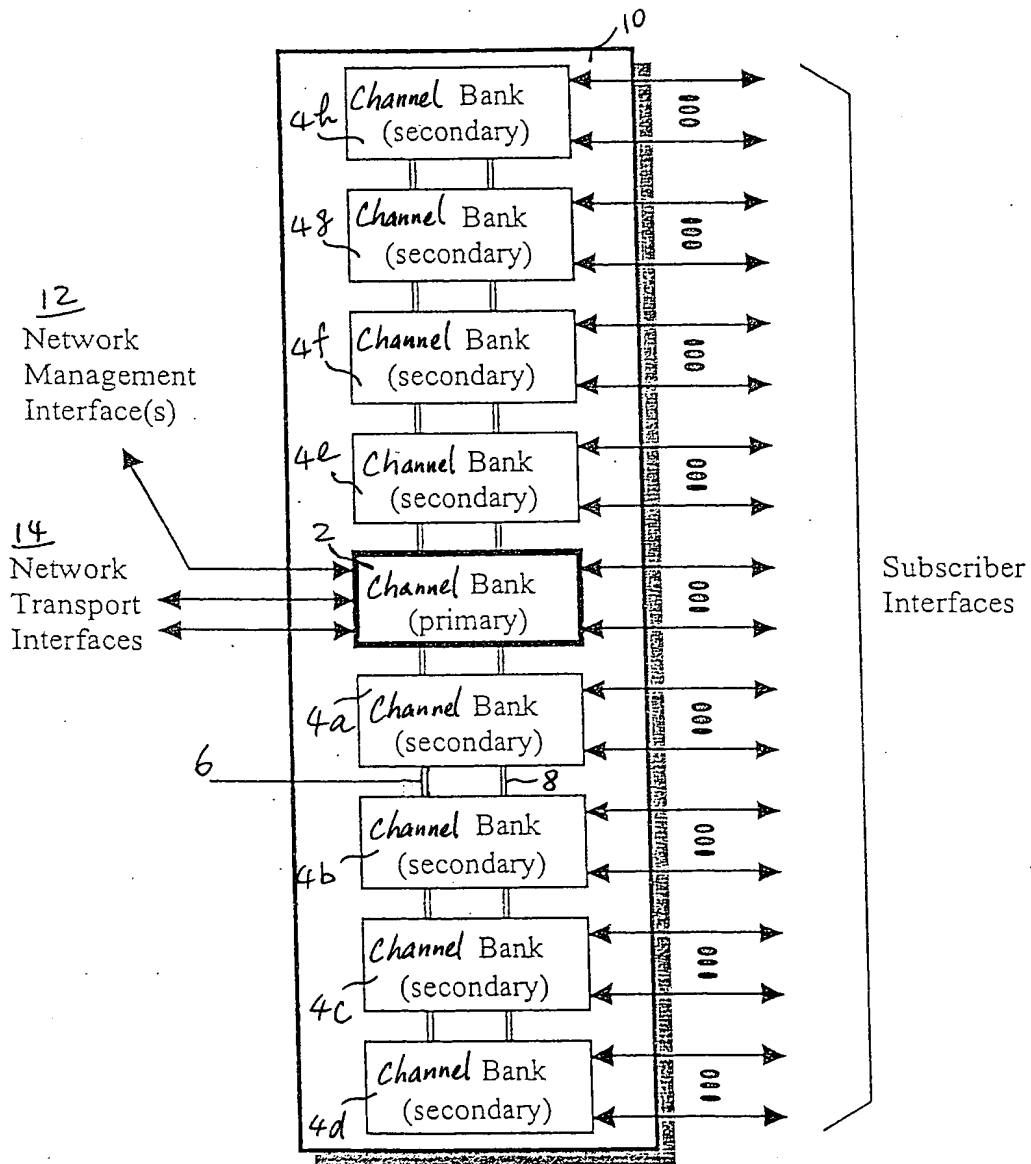 10
Channel Bank
(secondary)
4h
Channel Bank
(secondary)
4g
Channel Bank
(secondary)
4f
12
Network
Management
Interface(s)
Channel Bank
(secondary)
4e
14
Network
Transport
Interfaces
2
Channel Bank
(primary)
Subscriber
Interfaces
Channel Bank
(secondary)
4a
6
8
Channel Bank
(secondary)
4b
Channel Bank
(secondary)
4c
Channel Bank
(secondary)
4d